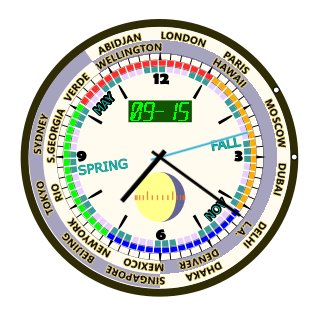 ABIDJAN
LONDON
PARIS
MOSCOW
DUBAI
DELHI
DHAKA
SINGAPORE
BEIJING
TOKYO
SYDNEY
WELLINGTON
HAWAII
L.A.
DENVER
MEXICO
NEWYORK
RIO
S.GEORGIA
VERDE
12
MAY
09-15
FALL
9
3
SPRING
NOV
6